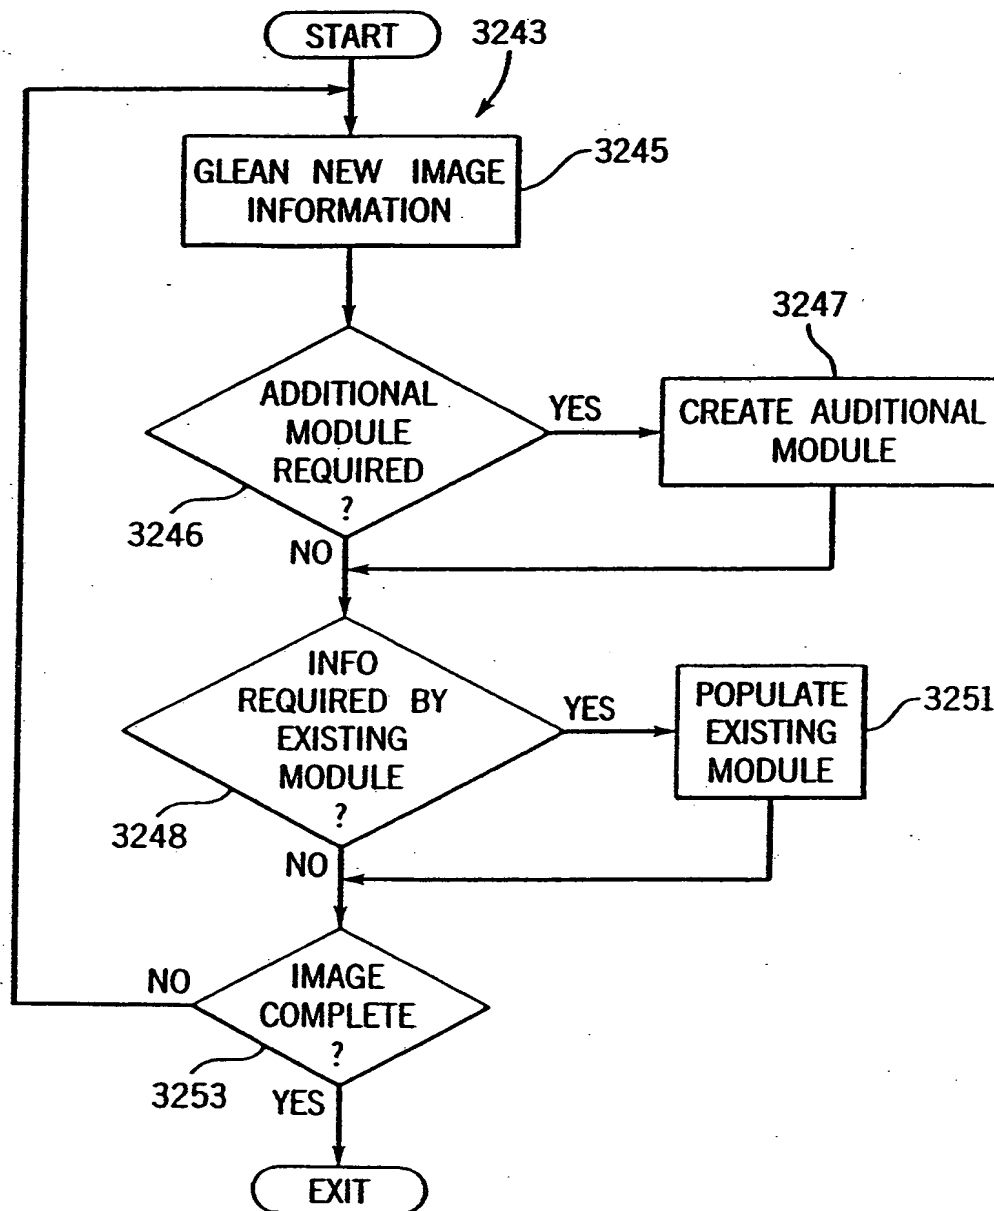 START
3243
GLEAN NEW IMAGE
INFORMATION
3245
ADDITIONAL
MODULE
REQUIRED
?
3246
YES
3247
CREATE AUDITIONAL
MODULE
NO
INFO
REQUIRED BY
EXISTING
MODULE
?
3248
YES
POPULATE
EXISTING
MODULE
3251
NO
IMAGE
COMPLETE
?
NO
3253
YES
EXIT